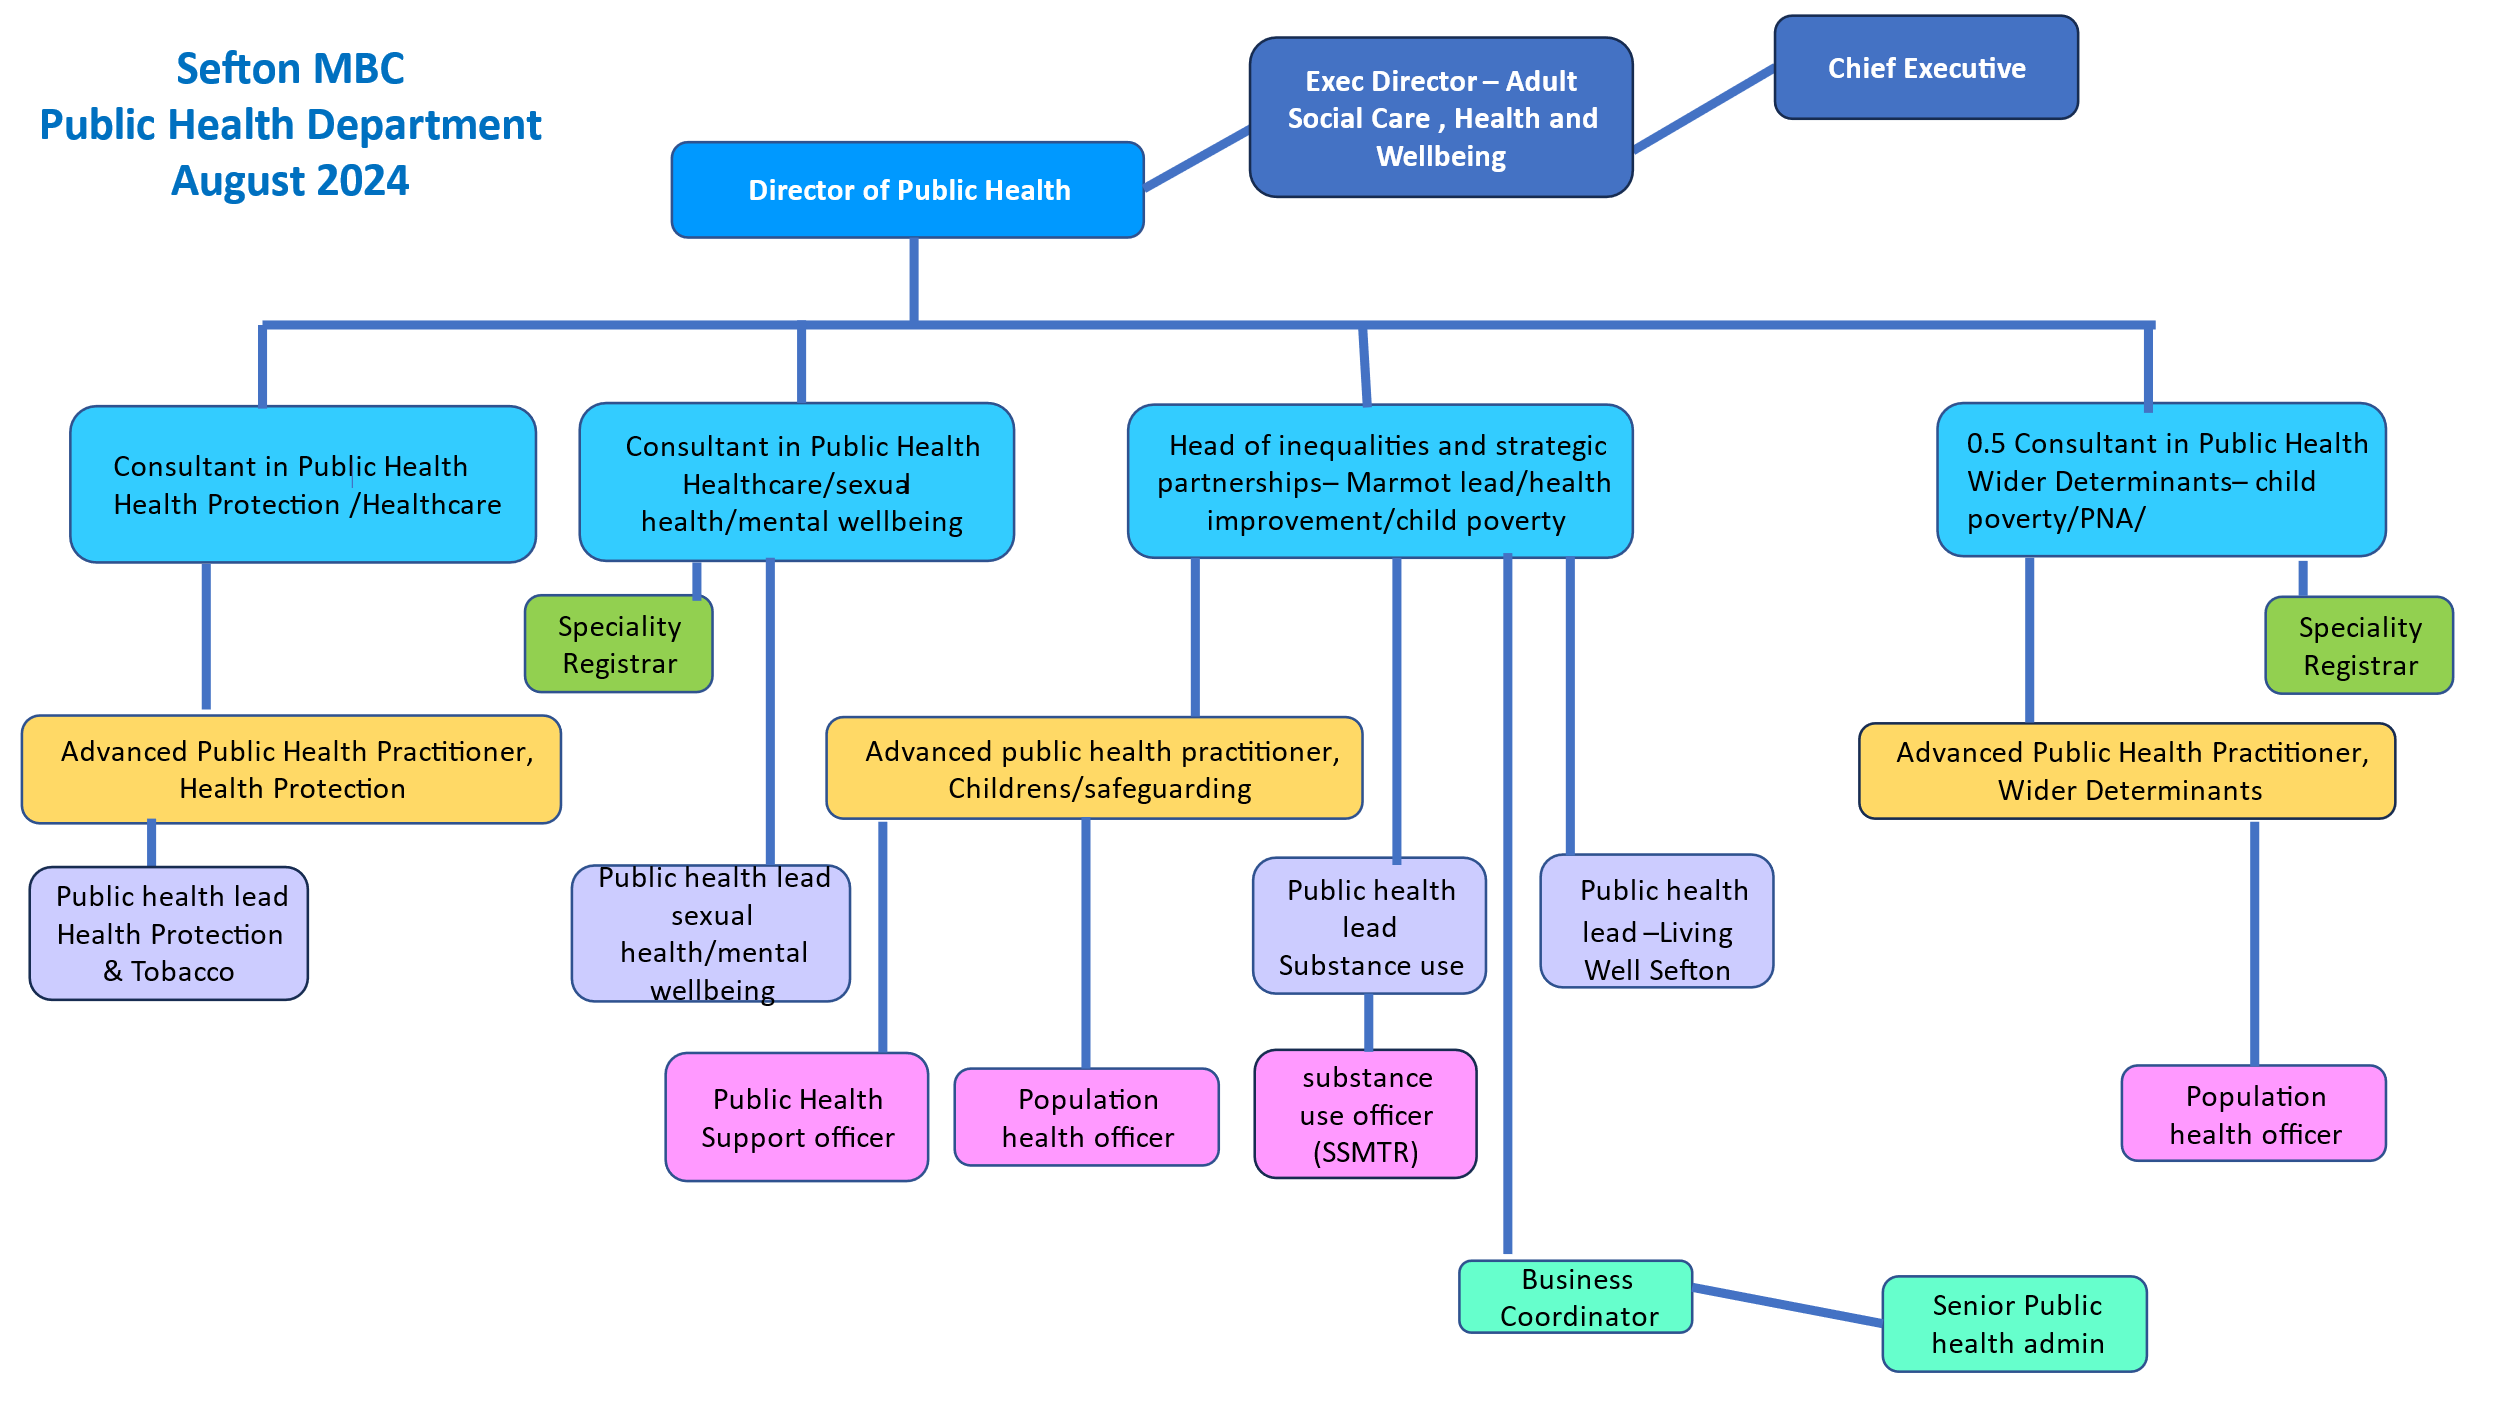 Sefton MBC
Public Health Department
August 2024
Exec Director – Adult
Social Care , Health and
Wellbeing
Chief Executive
Director of Public Health
Consultant in Public Health
Health Protection /Healthcare
Consultant in Public Health
Healthcare/sexual
health/mental wellbeing
Head of inequalities and strategic
partnerships– Marmot lead/health
improvement/child poverty
0.5 Consultant in Public Health
Wider Determinants– child
poverty/PNA/
Speciality
Registrar
Speciality
Registrar
Advanced Public Health Practitioner,
Health Protection
Advanced public health practitioner,
Childrens/safeguarding
Advanced Public Health Practitioner,
Wider Determinants
Public health lead
Health Protection
& Tobacco
Public health lead
sexual
health/mental
wellbeing
Public health
lead
Substance use
Public health
lead –Living
Well Sefton
Public Health
Support officer
Population
health officer
substance
use officer
(SSMTR)
Population
health officer
Business
Coordinator
Senior Public
health admin